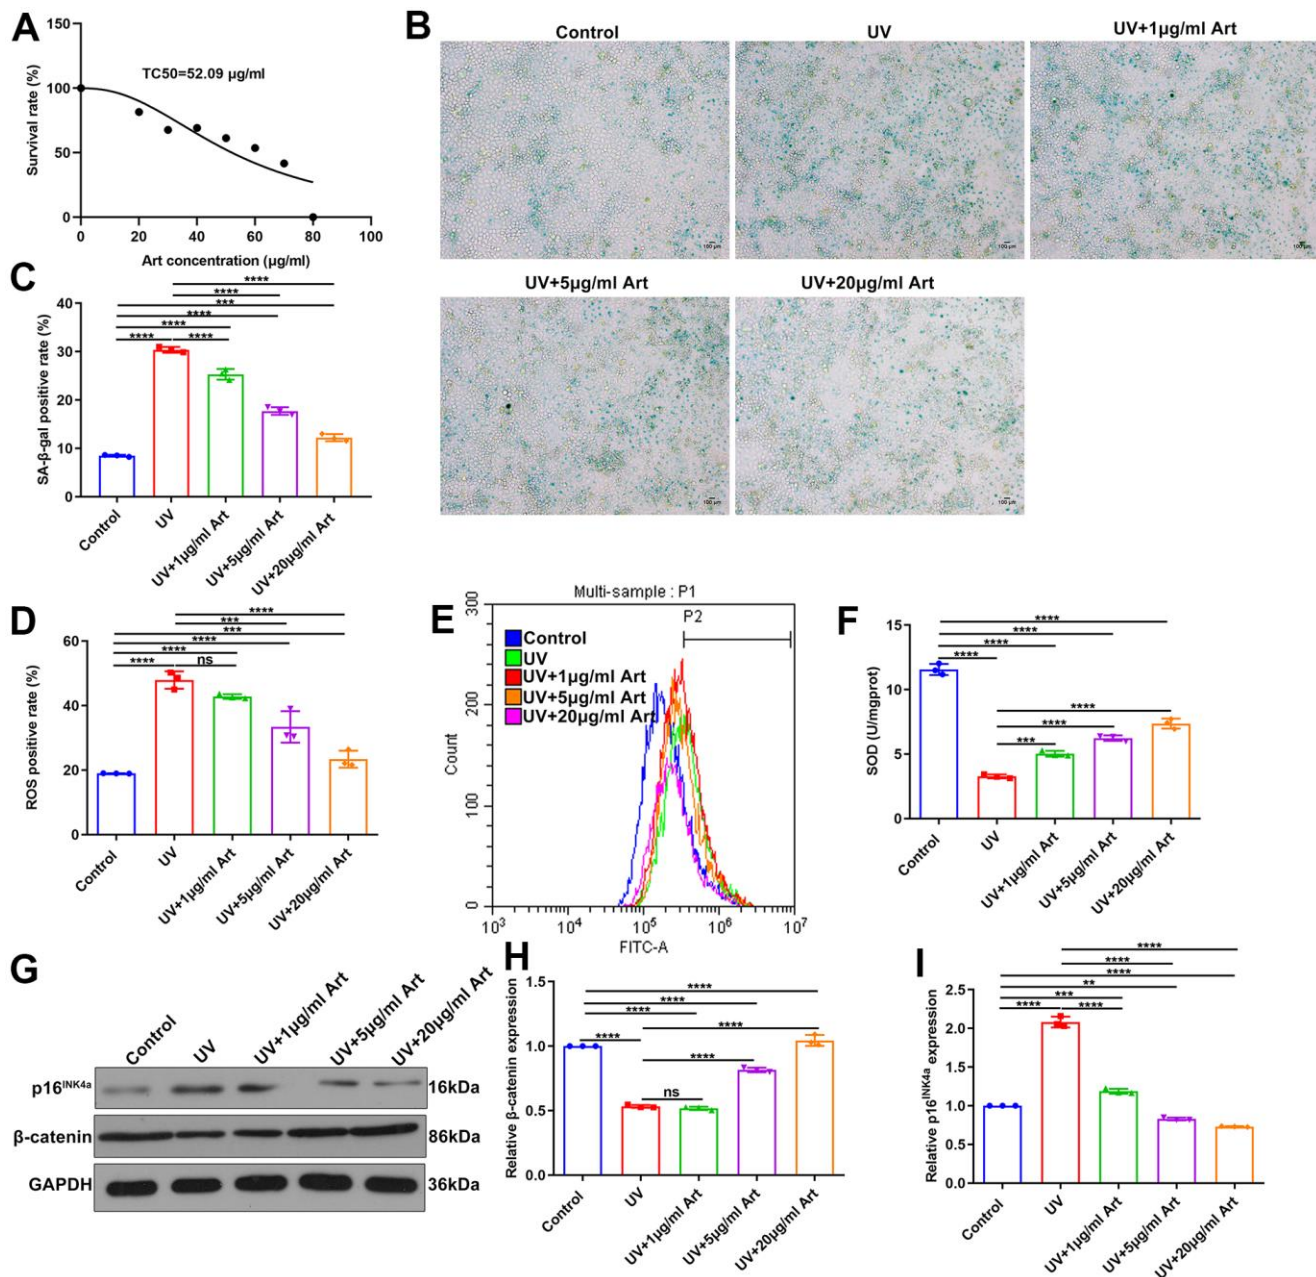 A
150
100
50
0
Survival rate (%)
TC50=52.09 μg/ml
0 20 40 60 80 100
Art concentration (μg/ml)
B
Control
UV
UV+1μg/ml Art
100 μm
100 μm
100 μm
UV+5μg/ml Art
UV+20μg/ml Art
100 μm
100 μm
C
****
****
***
****
****
**** ****
40
30
20
10
0
SA-β-gal positive rate (%)
Control
UV
UV+1μg/ml Art
UV+5μg/ml Art
UV+20μg/ml Art
D
****
***
***
****
****
**** ns
60
40
20
0
ROS positive rate (%)
Control
UV
UV+1μg/ml Art
UV+5μg/ml Art
UV+20μg/ml Art
E
Multi-sample : P1
P2
Control
UV
UV+1μg/ml Art
UV+5μg/ml Art
UV+20μg/ml Art
300
200
100
0
Count
10³ 10⁴ 10⁵ 10⁶ 10⁷
FITC-A
F
****
****
****
****
****
****
***
15
10
5
0
SOD (U/mgprot)
Control
UV
UV+1μg/ml Art
UV+5μg/ml Art
UV+20μg/ml Art
G
Control
UV
UV+1μg/ml Art
UV+5μg/ml Art
UV+20μg/ml Art
p16ᴵᴺᴷ⁴ᵃ 16kDa
β-catenin 86kDa
GAPDH 36kDa
H
****
****
****
****
****
****
ns
1.5
1.0
0.5
0.0
Relative β-catenin expression
Control
UV
UV+1μg/ml Art
UV+5μg/ml Art
UV+20μg/ml Art
I
****
****
****
**
***
**** ****
2.5
2.0
1.5
1.0
0.5
0.0
Relative p16ᴵᴺᴷ⁴ᵃ expression
Control
UV
UV+1μg/ml Art
UV+5μg/ml Art
UV+20μg/ml Art